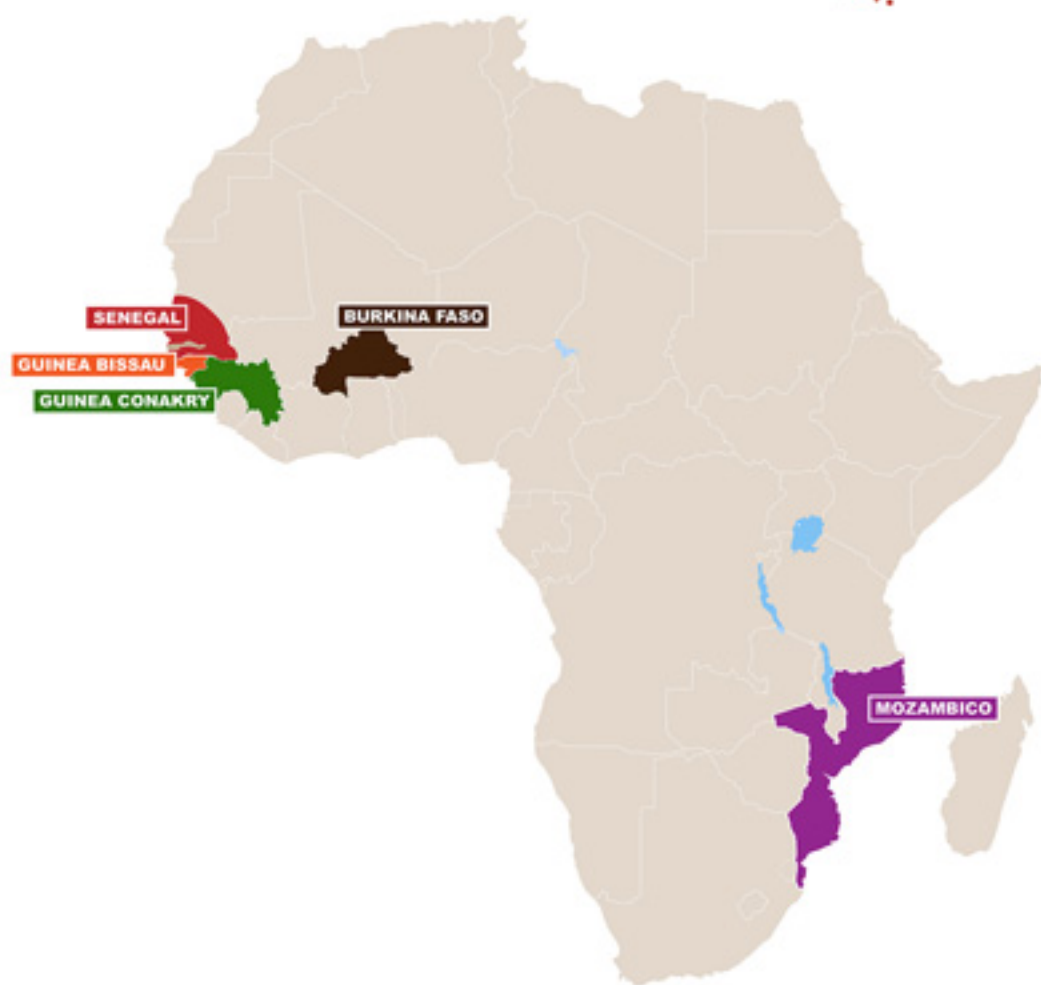 SENEGAL
BURKINA FASO
GUINEA BISSAU
GUINEA CONAKRY
MOZAMBICO